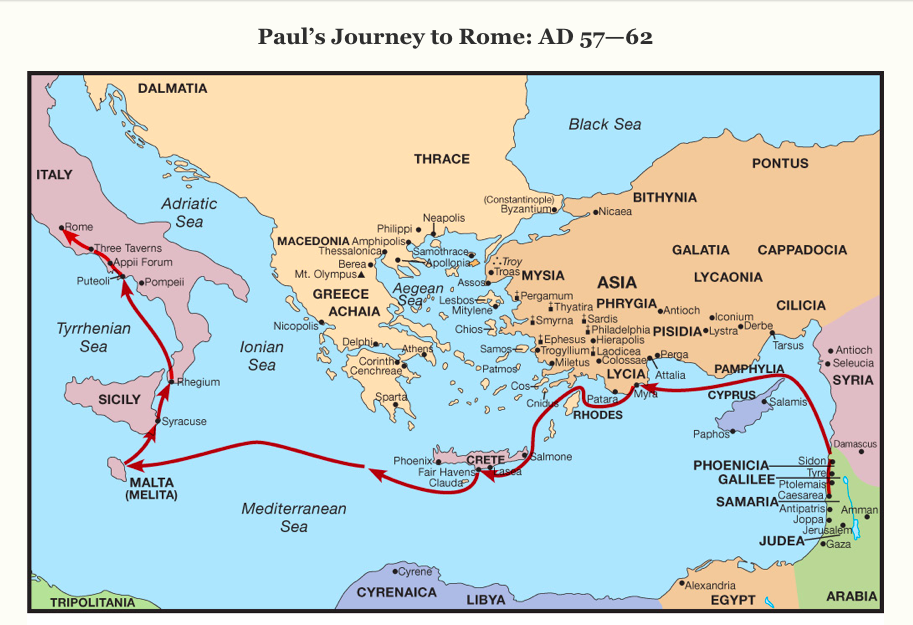 Paul's Journey to Rome: AD 57—62
DALMATIA
Black Sea
THRACE
PONTUS
ITALY
Adriatic
Sea
(Constantinople)
Byzantium
BITHYNIA
Nicaea
Rome
Neapolis
Philippi
MACEDONIA
Amphipolis
Thessalonica
Samothrace
Apollonia
Berea
Mt. Olympus
Three Taverns
Appii Forum
Puteoli
Pompeii
Troy
Troas
Assos
MYSIA
GALATIA
CAPPADOCIA
LYCAONIA
ASIA
GREECE
ACHAIA
Aegean
Sea
Lesbos
Mitylene
Pergamum
Thyatira
PHRYGIA
Antioch
Iconium
CILICIA
Tyrrhenian
Sea
Nicopolis
Ionian
Sea
Chios
Smyrna
Sardis
Philadelphia
PISIDIA
Lystra
Derbe
Tarsus
Delphi
Athens
Corinth
Cenchreae
Samos
Ephesus
Hierapolis
Trogyllium
Laodicea
Miletus
Colossae
Perga
Attalia
Patmos
Antioch
Seleucia
SYRIA
Rhegium
SICILY
Syracuse
Sparta
Cos
Cnidus
LYCIA
Patara
Myra
PAMPHYLIA
RHODES
CYPRUS
Salamis
Paphos
MALTA
(MELITA)
Phoenix
CRETE
Salmone
Fair Havens
Lasea
Clauda
Damascus
PHOENICIA
Sidon
Tyre
GALILEE
Ptolemais
Caesarea
SAMARIA
Antipatris
Joppa
Amman
Jerusalem
JUDEA
Gaza
Mediterranean
Sea
Cyrene
CYRENAICA
LIBYA
TRIPOLITANIA
Alexandria
EGYPT
ARABIA